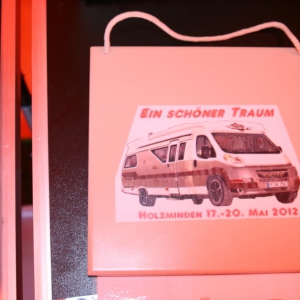 Ein schöner Traum
Holzminden 17.-20. Mai 2012